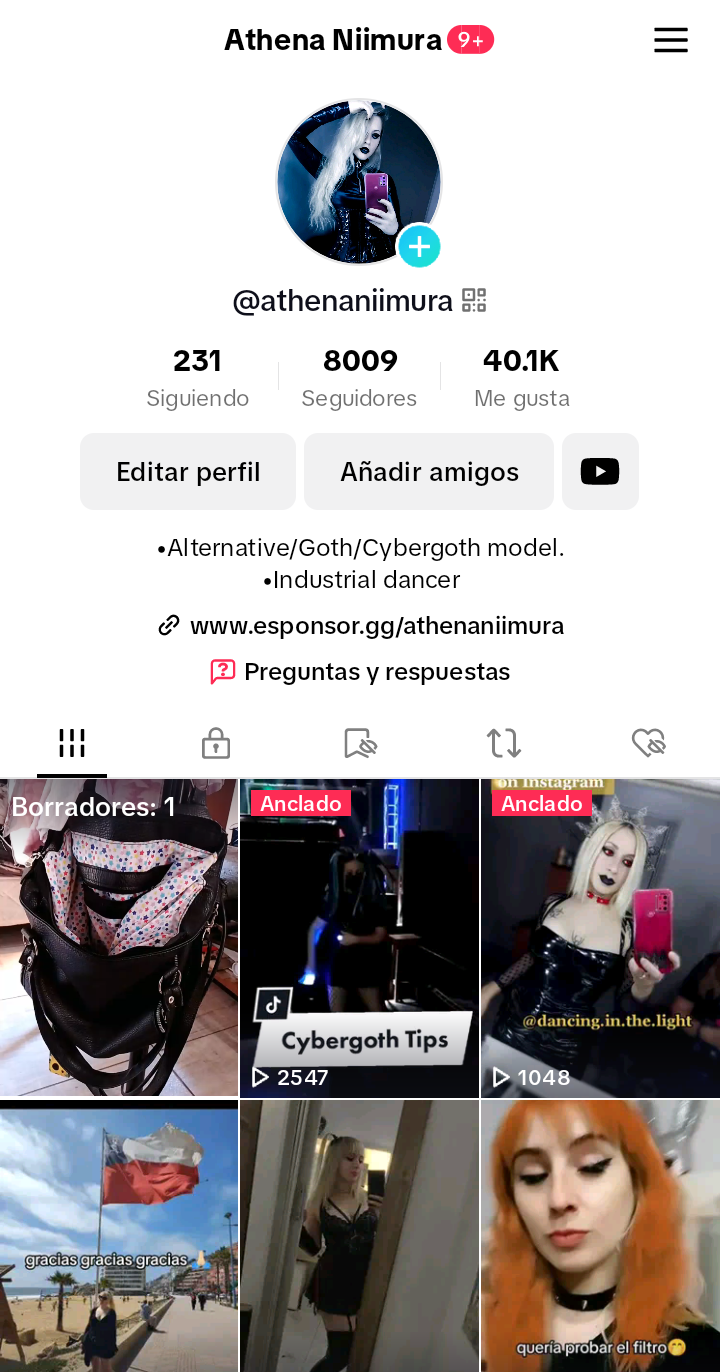 Athena Niimura 9+
@athenaniimura
231 8009 40.1K
Siguiendo Seguidores Me gusta
Editar perfil Añadir amigos
•Alternative/Goth/Cybergoth model.
•Industrial dancer
www.esponsor.gg/athenaniimura
Preguntas y respuestas
Borradores: 1
Anclado
Cybergoth Tips
2547
on Instagram
Anclado
@dancing.in.the.light
1048
gracias gracias gracias 🙏🏻
quería probar el filtro🤭